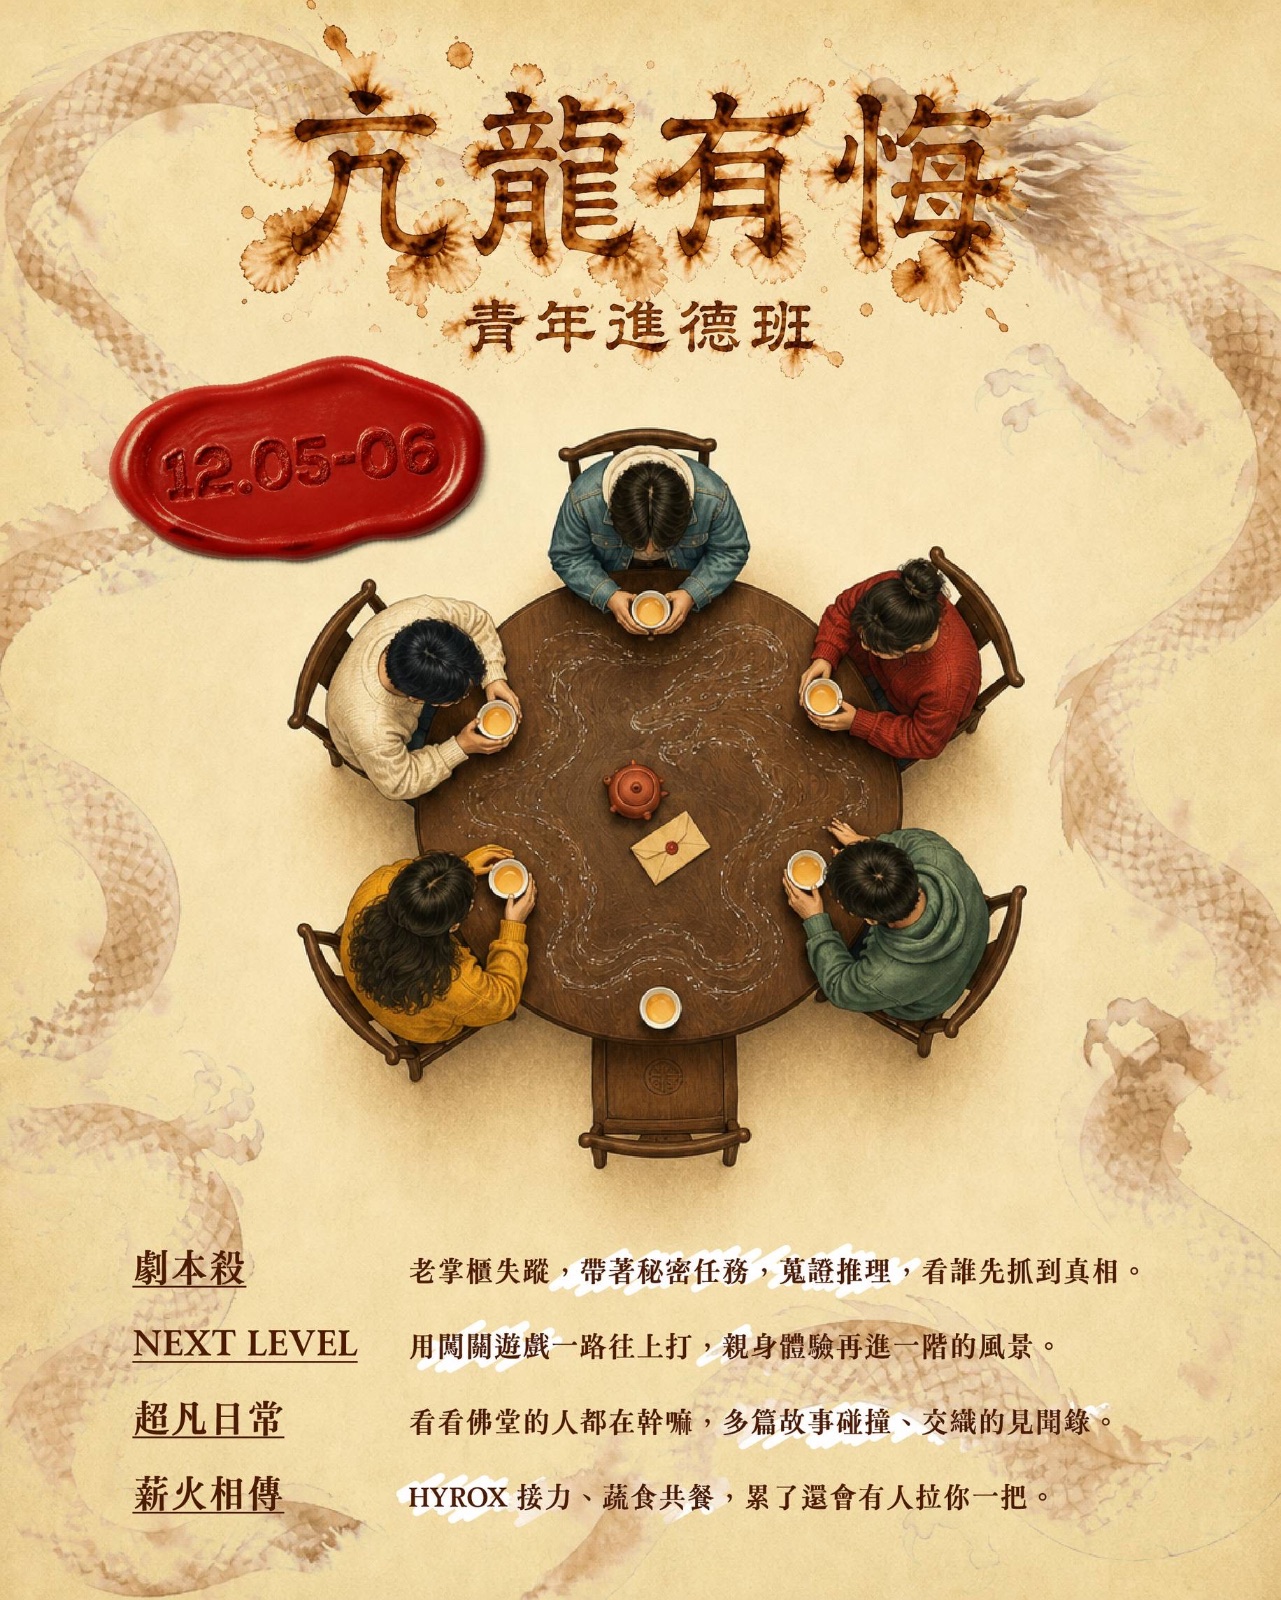 亢龍有悔
青年進德班
12.05-06
劇本殺 老掌櫃失蹤，帶著秘密任務，蒐證推理，看誰先抓到真相。
NEXT LEVEL 用闖關遊戲一路往上打，親身體驗再進一階的風景。
超凡日常 看看佛堂的人都在幹嘛，多篇故事碰撞、交織的見聞錄。
薪火相傳 HYROX 接力、蔬食共餐，累了還會有人拉你一把。